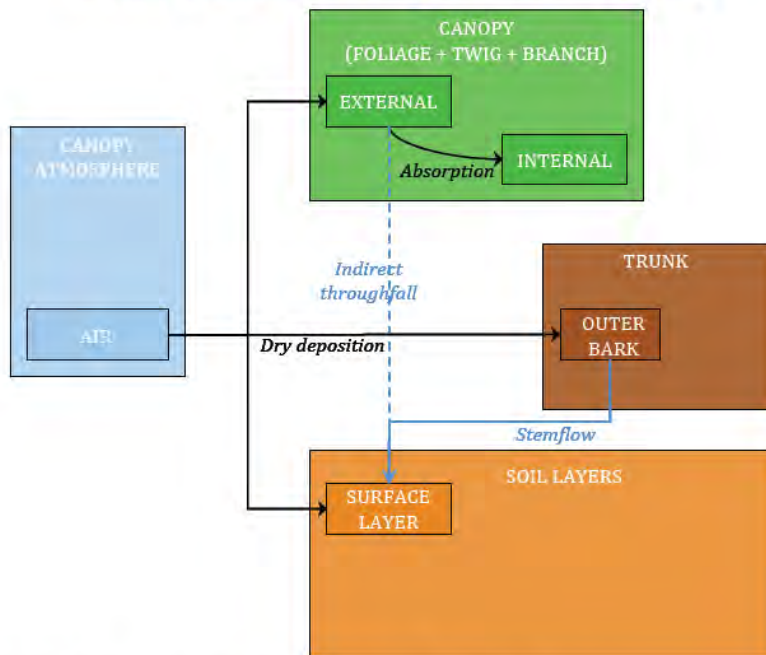 CANOPY
(FOLIAGE + TWIG + BRANCH)
EXTERNAL
INTERNAL
Absorption
CANOPY
ATMOSPHERE
AIR
Indirect
throughfall
Dry deposition
TRUNK
OUTER
BARK
Stemflow
SOIL LAYERS
SURFACE
LAYER